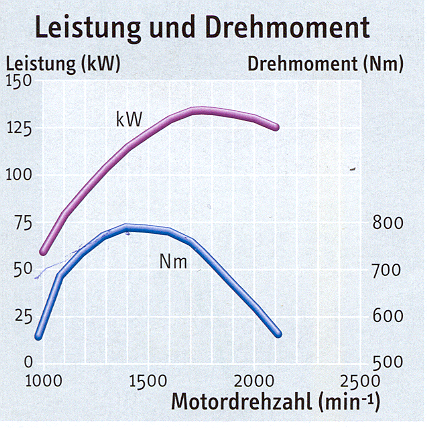 Leistung und Drehmoment
Leistung (kW) Drehmoment (Nm)
150
125
kW
100
75 800
Nm
50 700
25 600
0 500
1000 1500 2000 2500
Motordrehzahl (min-1)